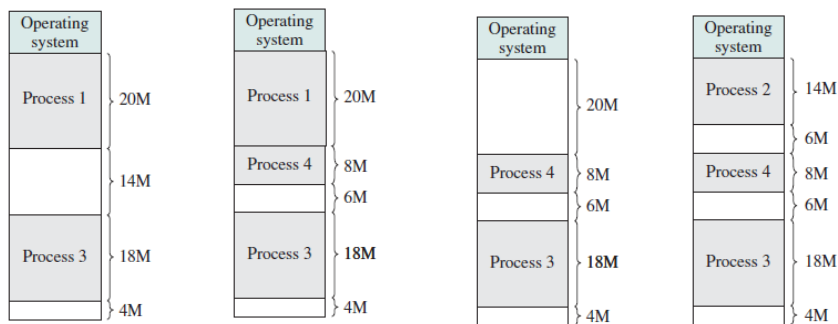 Operating
system
Process 1
20M
14M
Process 3
18M
4M
Operating
system
Process 1
20M
Process 4
8M
6M
Process 3
18M
4M
Operating
system
20M
Process 4
8M
6M
Process 3
18M
4M
Operating
system
Process 2
14M
6M
Process 4
8M
6M
Process 3
18M
4M